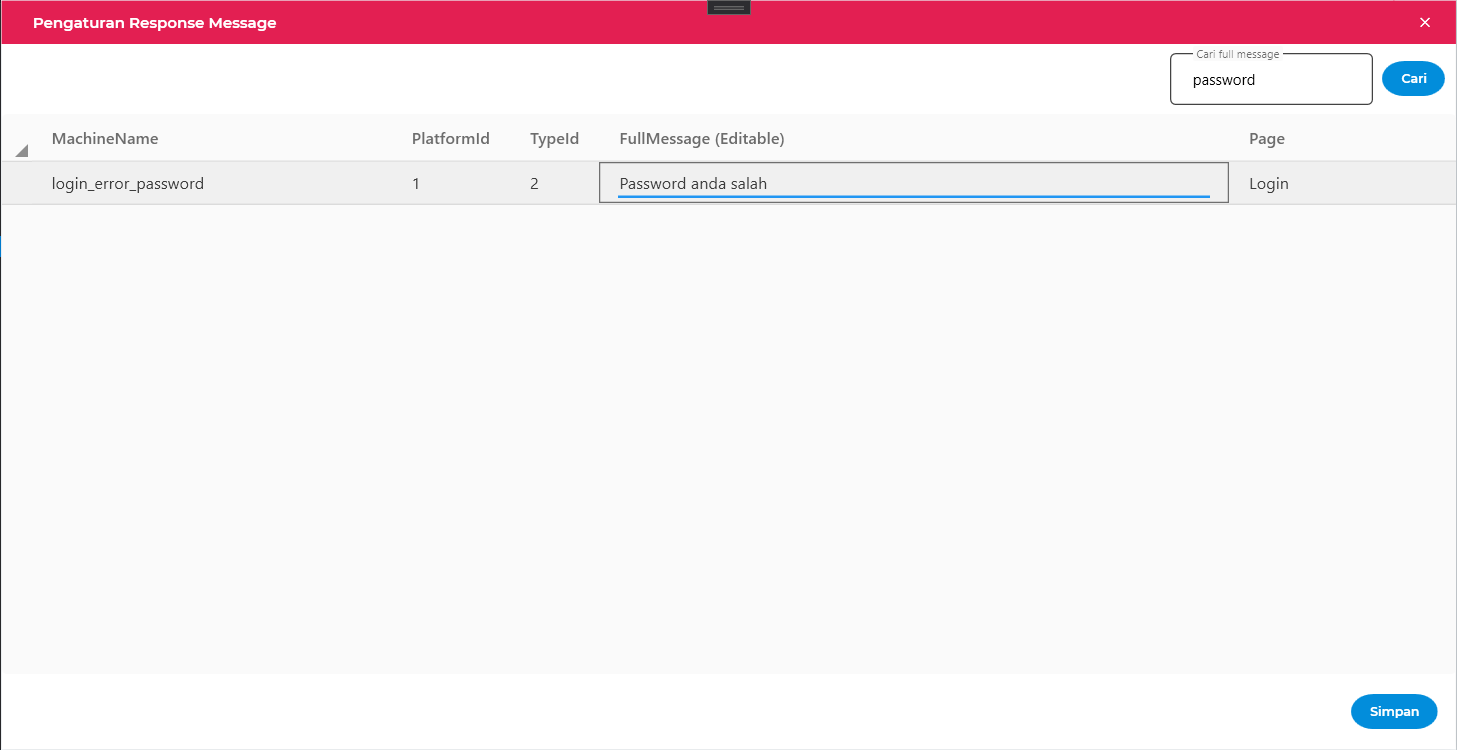 Pengaturan Response Message
Cari full message
password
Cari
MachineName PlatformId TypeId FullMessage (Editable) Page
login_error_password 1 2 Password anda salah Login
Simpan